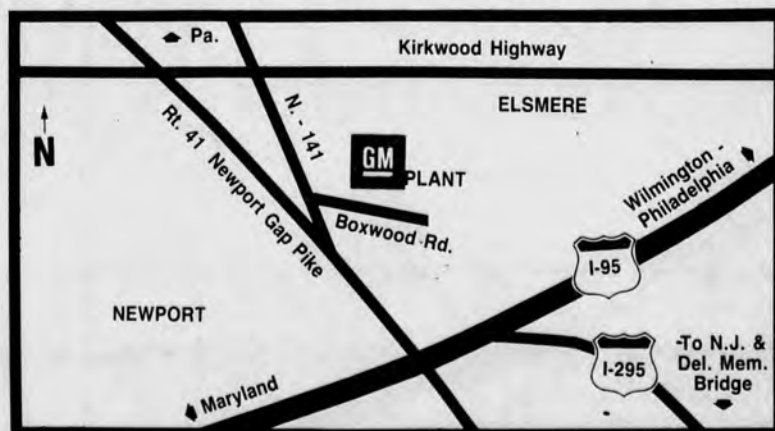 Pa.
Kirkwood Highway
N
Rt. 41 Newport Gap Pike
N. - 141
ELSMERE
GM
PLANT
Boxwood Rd.
Wilmington -
Philadelphia
I-95
NEWPORT
-To N.J. &
Del. Mem.
Bridge
I-295
Maryland